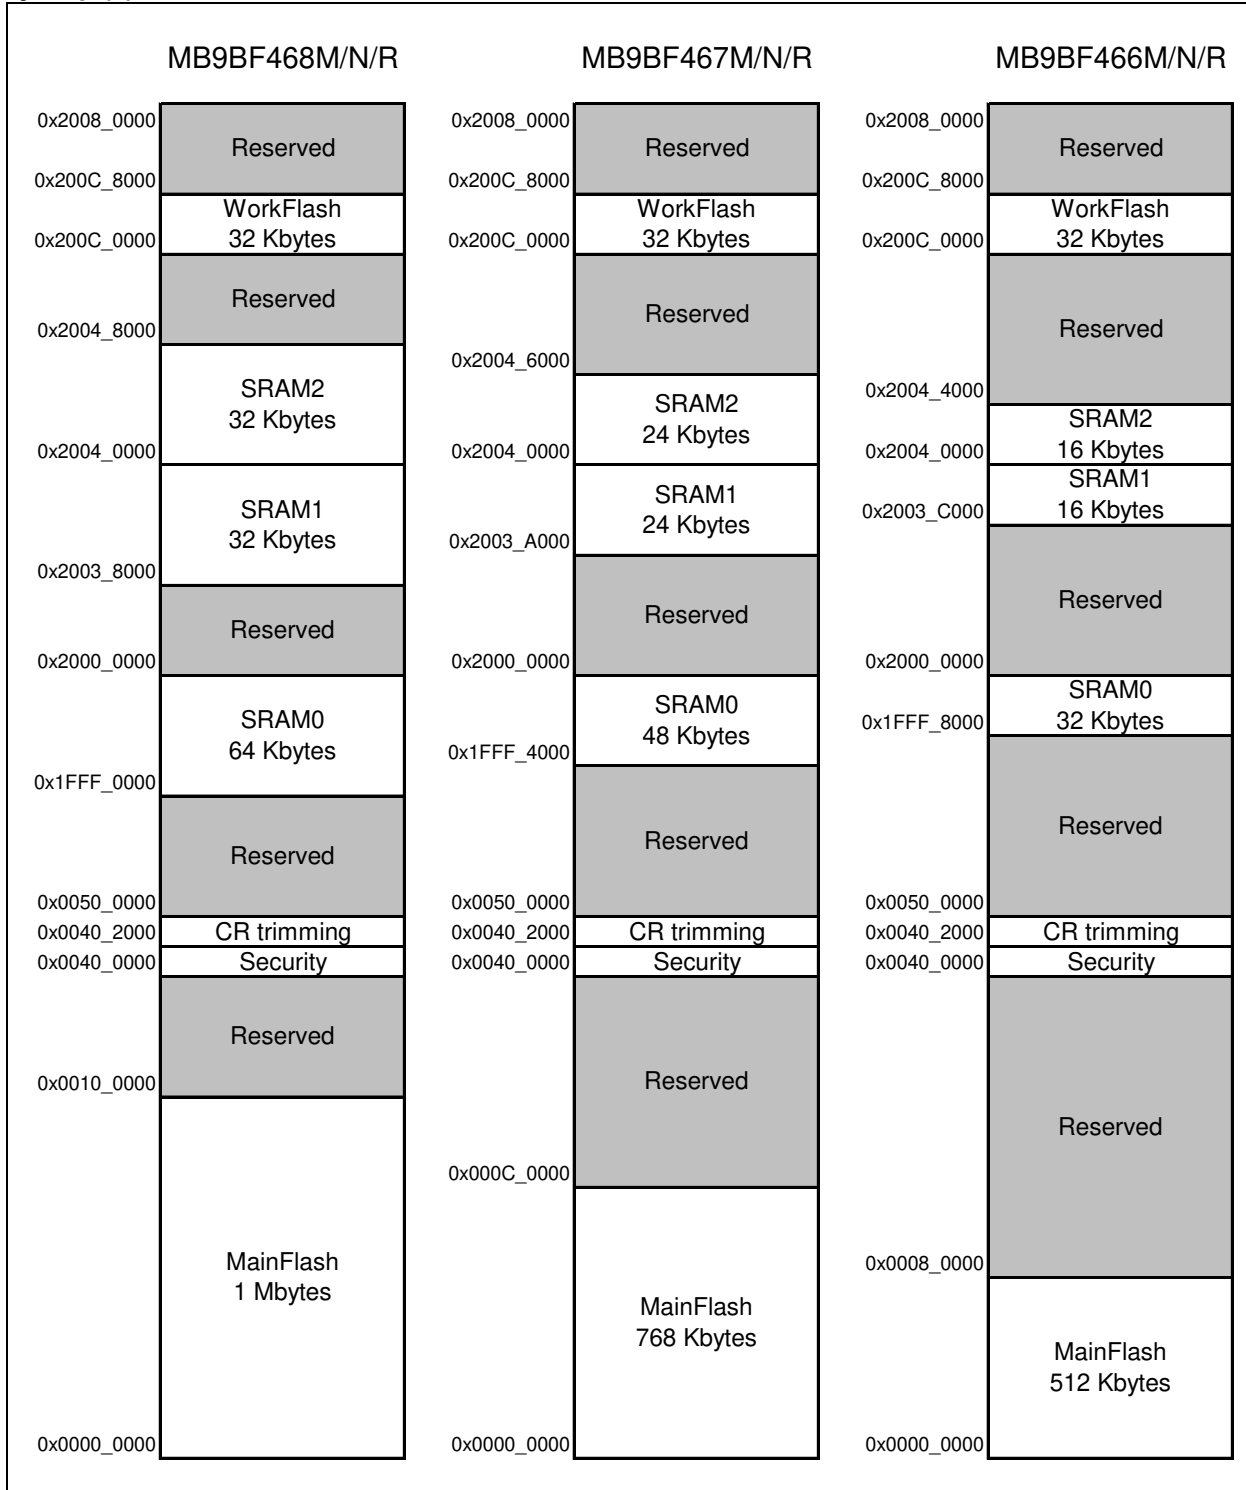 MB9BF468M/N/R
0x2008_0000
Reserved
0x200C_8000
WorkFlash
32 Kbytes
0x200C_0000
Reserved
0x2004_8000
SRAM2
32 Kbytes
0x2004_0000
SRAM1
32 Kbytes
0x2003_8000
Reserved
0x2000_0000
SRAM0
64 Kbytes
0x1FFF_0000
Reserved
0x0050_0000
0x0040_2000 CR trimming
0x0040_0000 Security
Reserved
0x0010_0000
MainFlash
1 Mbytes
0x0000_0000
MB9BF467M/N/R
0x2008_0000
Reserved
0x200C_8000
WorkFlash
32 Kbytes
0x200C_0000
Reserved
0x2004_6000
SRAM2
24 Kbytes
0x2004_0000
SRAM1
24 Kbytes
0x2003_A000
Reserved
0x2000_0000
SRAM0
48 Kbytes
0x1FFF_4000
Reserved
0x0050_0000
0x0040_2000 CR trimming
0x0040_0000 Security
Reserved
0x000C_0000
MainFlash
768 Kbytes
0x0000_0000
MB9BF466M/N/R
0x2008_0000
Reserved
0x200C_8000
WorkFlash
32 Kbytes
0x200C_0000
Reserved
0x2004_4000
SRAM2
16 Kbytes
0x2004_0000
SRAM1
16 Kbytes
0x2003_C000
Reserved
0x2000_0000
SRAM0
32 Kbytes
0x1FFF_8000
Reserved
0x0050_0000
0x0040_2000 CR trimming
0x0040_0000 Security
Reserved
0x0008_0000
MainFlash
512 Kbytes
0x0000_0000